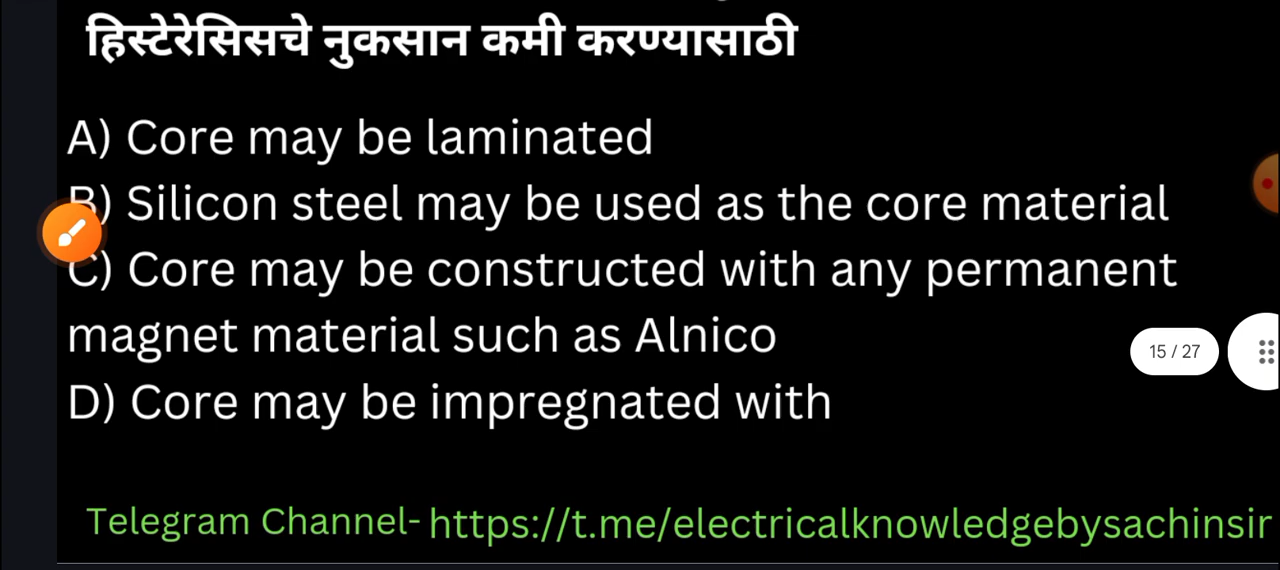 हिस्टेरेसिसचे नुकसान कमी करण्यासाठी
A) Core may be laminated
B) Silicon steel may be used as the core material
C) Core may be constructed with any permanent
magnet material such as Alnico
15 / 27
D) Core may be impregnated with
Telegram Channel- https://t.me/electricalknowledgebysachinsir